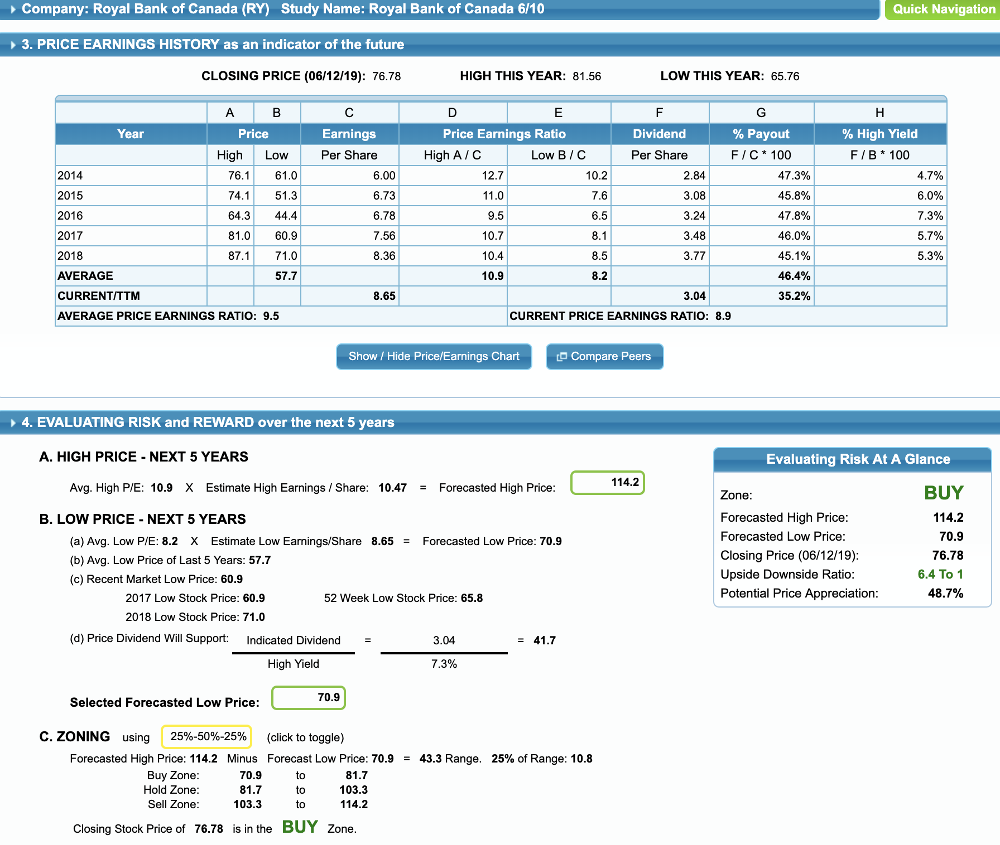 Company: Royal Bank of Canada (RY) Study Name: Royal Bank of Canada 6/10
Quick Navigation
3. PRICE EARNINGS HISTORY as an indicator of the future
CLOSING PRICE (06/12/19): 76.78 HIGH THIS YEAR: 81.56 LOW THIS YEAR: 65.76
A B C D E F G H
Year Price Earnings Price Earnings Ratio Dividend % Payout % High Yield
High Low Per Share High A / C Low B / C Per Share F / C * 100 F / B * 100
2014 76.1 61.0 6.00 12.7 10.2 2.84 47.3% 4.7%
2015 74.1 51.3 6.73 11.0 7.6 3.08 45.8% 6.0%
2016 64.3 44.4 6.78 9.5 6.5 3.24 47.8% 7.3%
2017 81.0 60.9 7.56 10.7 8.1 3.48 46.0% 5.7%
2018 87.1 71.0 8.36 10.4 8.5 3.77 45.1% 5.3%
AVERAGE 57.7 10.9 8.2 46.4%
CURRENT/TTM 8.65 3.04 35.2%
AVERAGE PRICE EARNINGS RATIO: 9.5 CURRENT PRICE EARNINGS RATIO: 8.9
Show / Hide Price/Earnings Chart Compare Peers
4. EVALUATING RISK and REWARD over the next 5 years
A. HIGH PRICE - NEXT 5 YEARS
Avg. High P/E: 10.9 X Estimate High Earnings / Share: 10.47 = Forecasted High Price: 114.2
B. LOW PRICE - NEXT 5 YEARS
(a) Avg. Low P/E: 8.2 X Estimate Low Earnings/Share 8.65 = Forecasted Low Price: 70.9
(b) Avg. Low Price of Last 5 Years: 57.7
(c) Recent Market Low Price: 60.9
2017 Low Stock Price: 60.9 52 Week Low Stock Price: 65.8
2018 Low Stock Price: 71.0
(d) Price Dividend Will Support: Indicated Dividend = 3.04 = 41.7
High Yield 7.3%
Selected Forecasted Low Price: 70.9
C. ZONING using 25%-50%-25% (click to toggle)
Forecasted High Price: 114.2 Minus Forecast Low Price: 70.9 = 43.3 Range. 25% of Range: 10.8
Buy Zone: 70.9 to 81.7
Hold Zone: 81.7 to 103.3
Sell Zone: 103.3 to 114.2
Closing Stock Price of 76.78 is in the BUY Zone.
Evaluating Risk At A Glance
Zone: BUY
Forecasted High Price: 114.2
Forecasted Low Price: 70.9
Closing Price (06/12/19): 76.78
Upside Downside Ratio: 6.4 To 1
Potential Price Appreciation: 48.7%